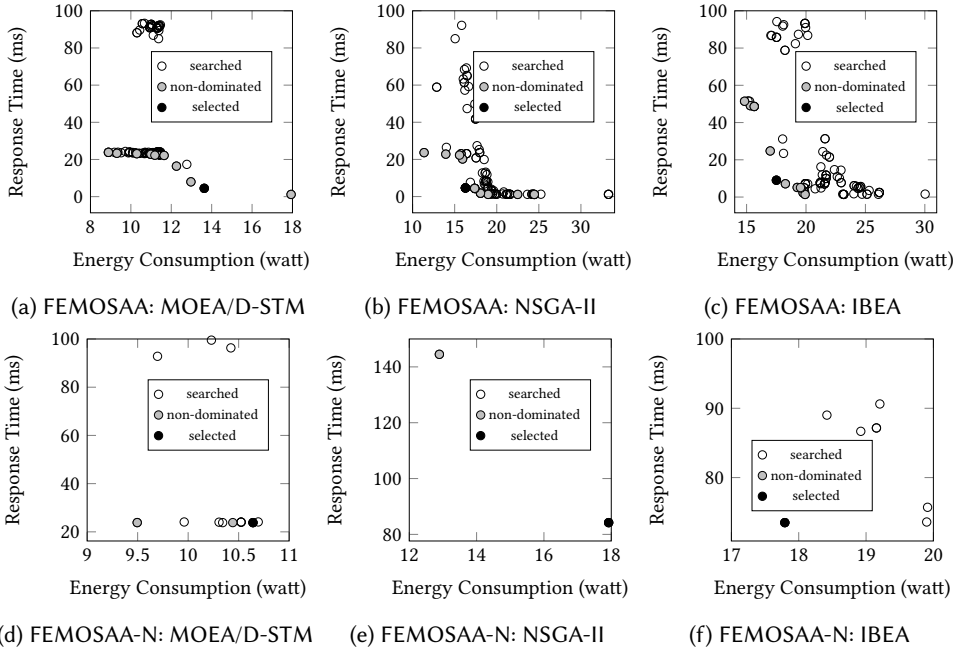 100
80
60
40
20
0
8 10 12 14 16 18
Response Time (ms)
Energy Consumption (watt)
searched
non-dominated
selected
(a) FEMOSAA: MOEA/D-STM
100
80
60
40
20
0
10 15 20 25 30
Response Time (ms)
Energy Consumption (watt)
searched
non-dominated
selected
(b) FEMOSAA: NSGA-II
100
80
60
40
20
0
15 20 25 30
Response Time (ms)
Energy Consumption (watt)
searched
non-dominated
selected
(c) FEMOSAA: IBEA
100
80
60
40
20
9 9.5 10 10.5 11
Response Time (ms)
Energy Consumption (watt)
searched
non-dominated
selected
(d) FEMOSAA-N: MOEA/D-STM
140
120
100
80
12 14 16 18
Response Time (ms)
Energy Consumption (watt)
searched
non-dominated
selected
(e) FEMOSAA-N: NSGA-II
100
90
80
17 18 19 20
Response Time (ms)
Energy Consumption (watt)
searched
non-dominated
selected
(f) FEMOSAA-N: IBEA